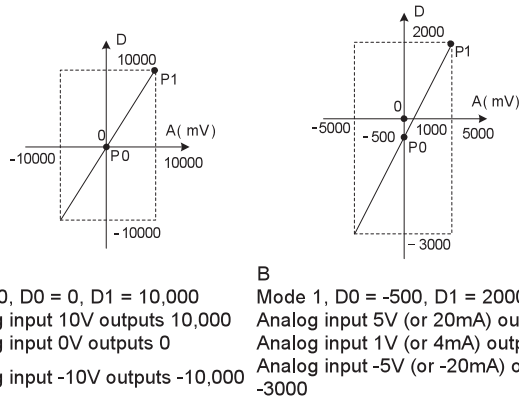 D
10000
P1
0
A( mV)
-10000
P0
10000
-10000
D
2000
P1
0
A( mV)
-5000
-500
1000
5000
P0
-3000
0, D0 = 0, D1 = 10,000
input 10V outputs 10,000
input 0V outputs 0
input -10V outputs -10,000
B
Mode 1, D0 = -500, D1 = 2000
Analog input 5V (or 20mA)
Analog input 1V (or 4mA)
Analog input -5V (or -20mA)
-3000